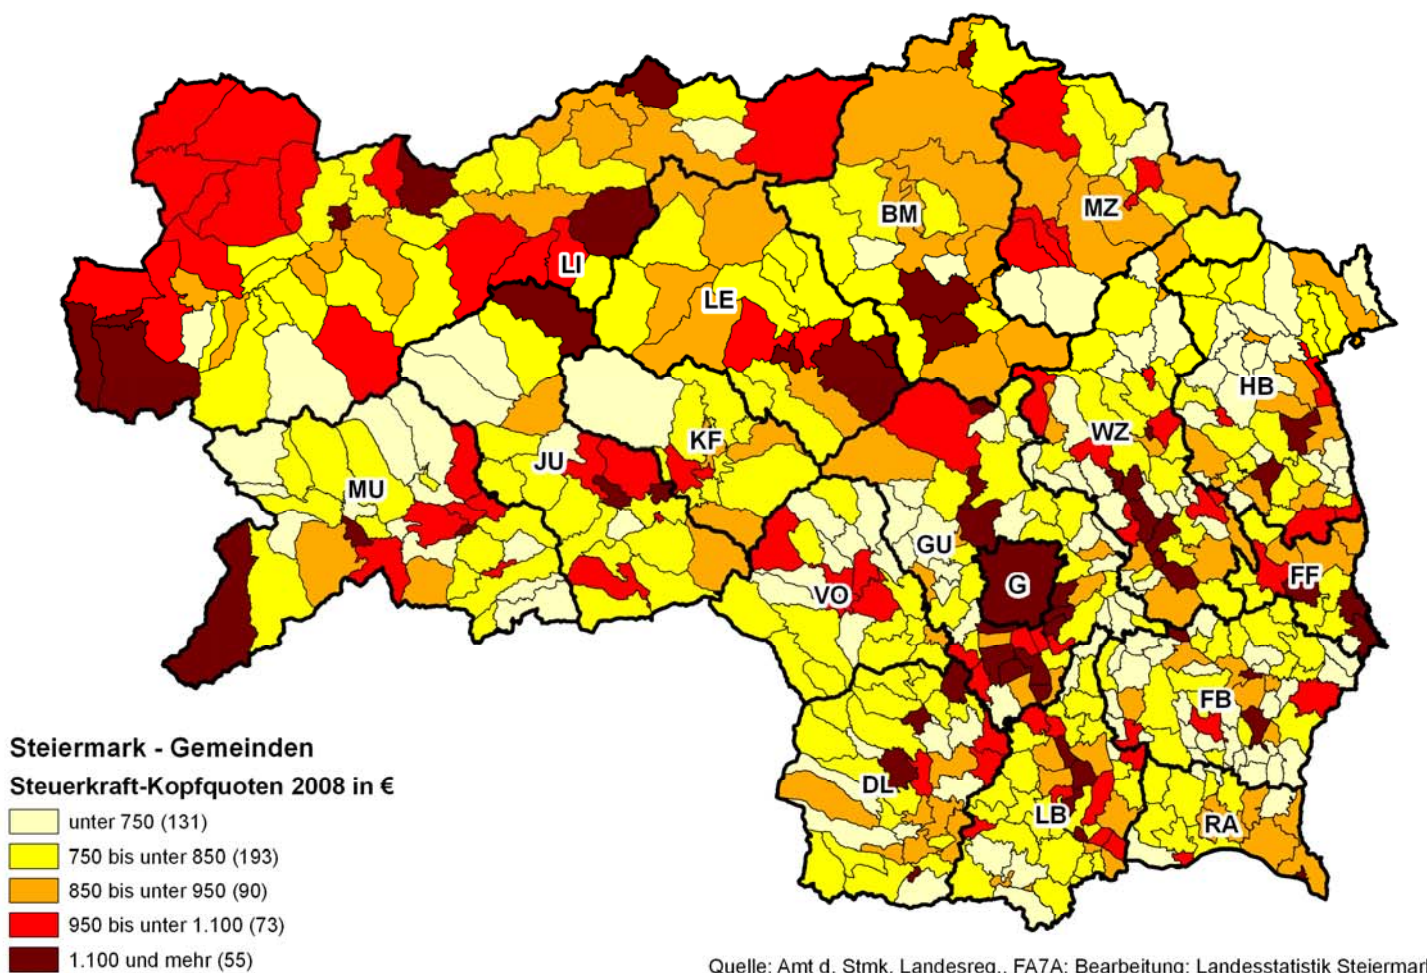 BM
MZ
LI
LE
HB
WZ
KF
JU
MU
GU
G
FF
VO
FB
DL
LB
RA
Steiermark - Gemeinden
Steuerkraft-Kopfquoten 2008 in €
unter 750 (131)
750 bis unter 850 (193)
850 bis unter 950 (90)
950 bis unter 1.100 (73)
1.100 und mehr (55)
Quelle: Amt d. Stmk. Landesreg., FA7A; Bearbeitung: Landesstatistik Steiermar